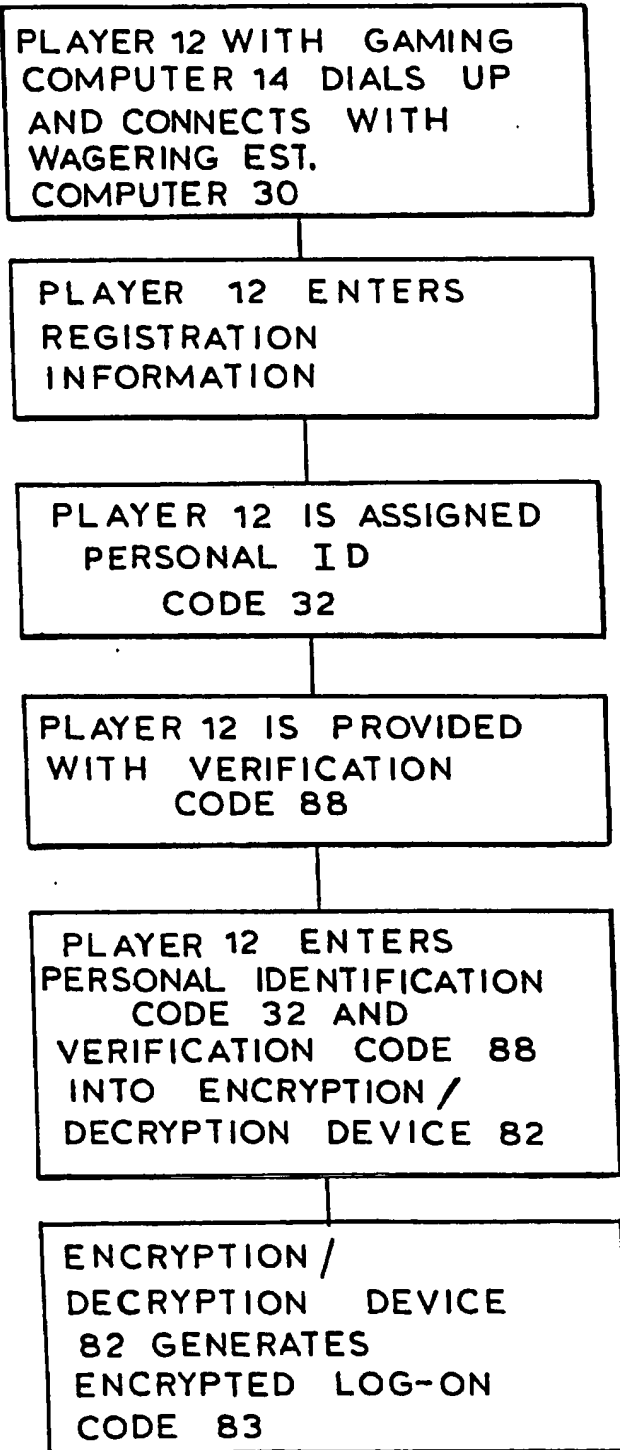 PLAYER 12 WITH GAMING
COMPUTER 14 DIALS UP
AND CONNECTS WITH
WAGERING EST.
COMPUTER 30
PLAYER 12 ENTERS
REGISTRATION
INFORMATION
PLAYER 12 IS ASSIGNED
PERSONAL ID
CODE 32
PLAYER 12 IS PROVIDED
WITH VERIFICATION
CODE 88
PLAYER 12 ENTERS
PERSONAL IDENTIFICATION
CODE 32 AND
VERIFICATION CODE 88
INTO ENCRYPTION/
DECRYPTION DEVICE 82
ENCRYPTION/
DECRYPTION DEVICE
82 GENERATES
ENCRYPTED LOG-ON
CODE 83